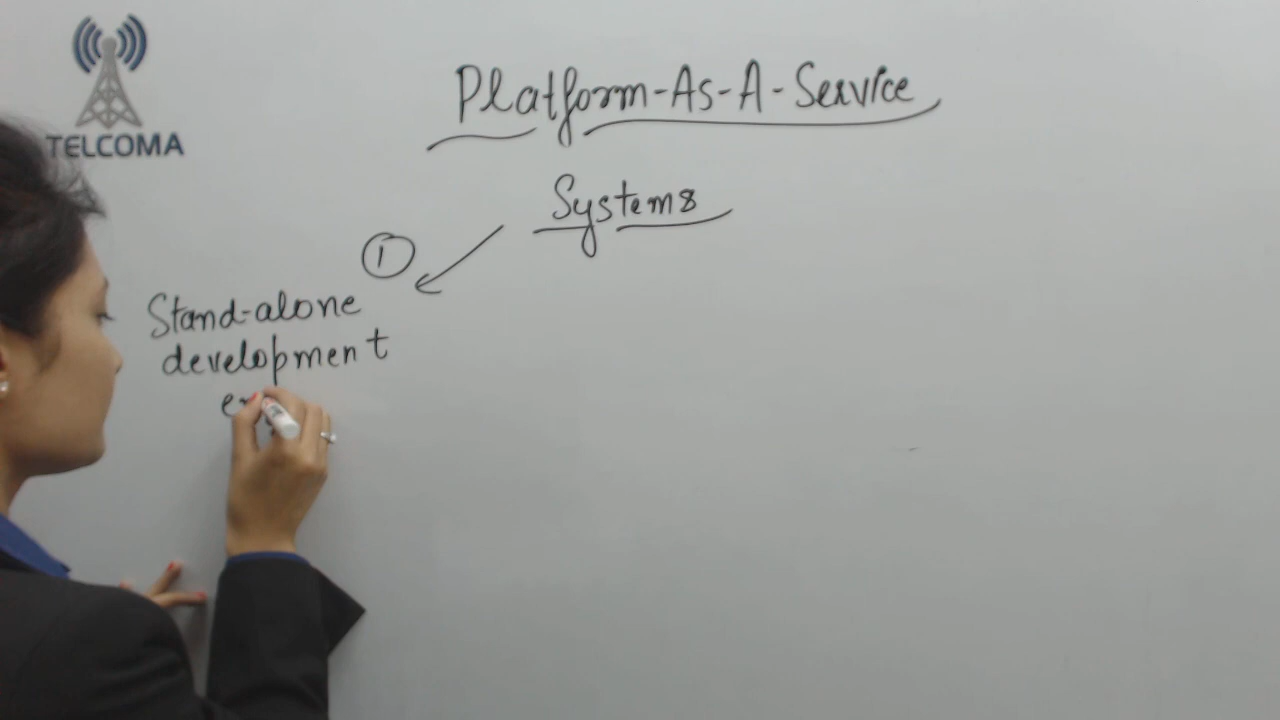 TELCOMA
Platform-As-A-Service
Systems
1
Stand-alone
development